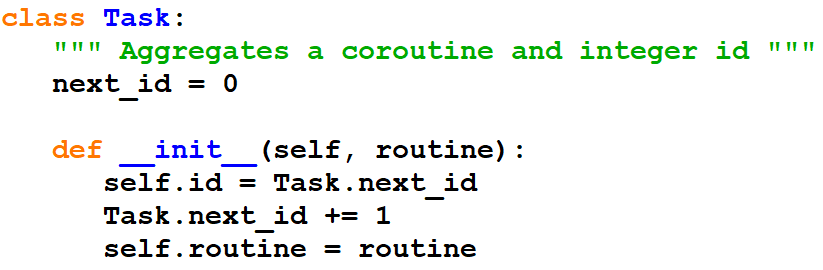 class Task:
   """ Aggregates a coroutine and integer id """
   next_id = 0

   def __init__(self, routine):
      self.id = Task.next_id
      Task.next_id += 1
      self.routine = routine